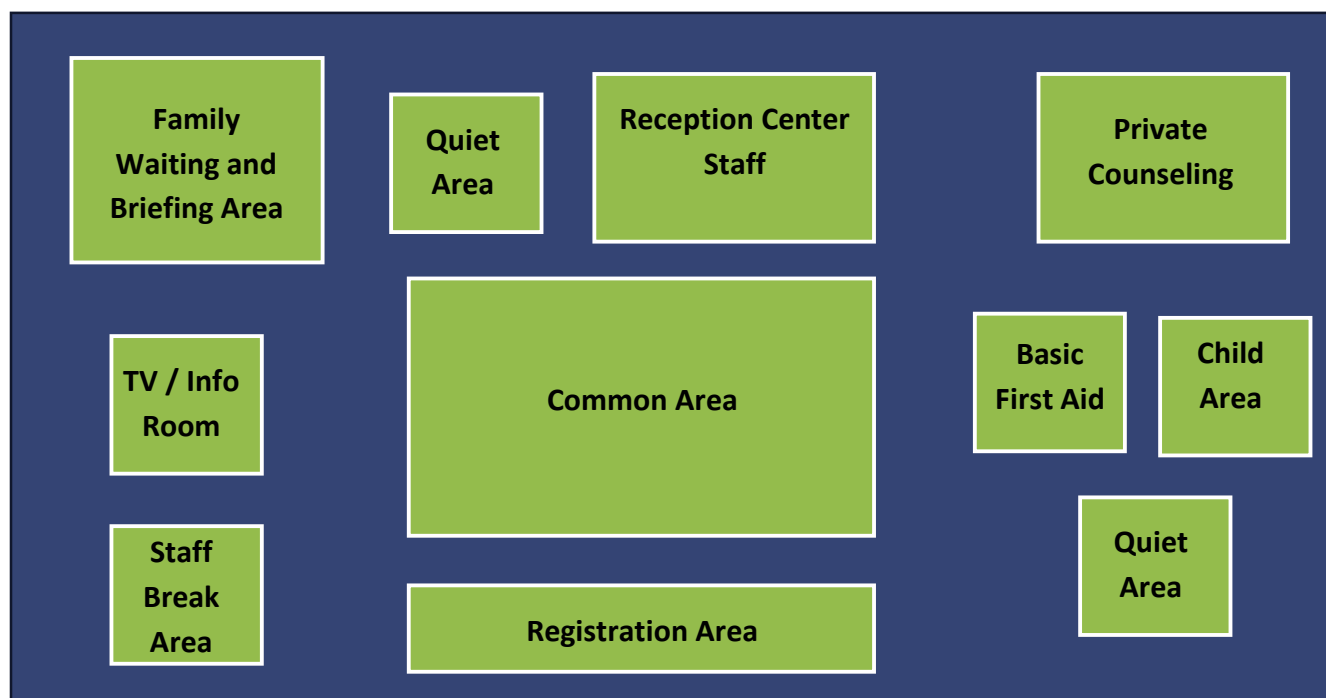 Family
Waiting and
Briefing Area
Quiet
Area
Reception Center
Staff
Private
Counseling
TV / Info
Room
Common Area
Basic
First Aid
Child
Area
Staff
Break
Area
Registration Area
Quiet
Area